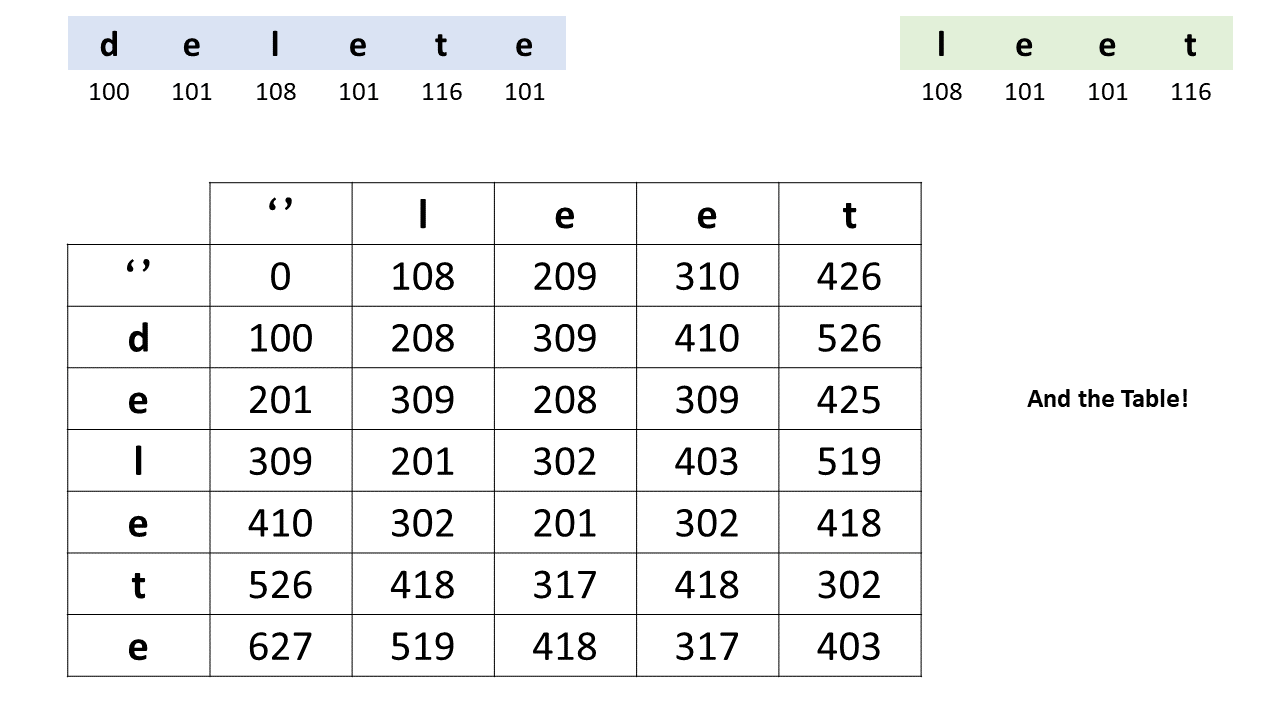 d e l e t e
100 101 108 101 116 101
l e e t
108 101 101 116
‘ ’ l e e t
‘ ’ 0 108 209 310 426
d 100 208 309 410 526
e 201 309 208 309 425
l 309 201 302 403 519
e 410 302 201 302 418
t 526 418 317 418 302
e 627 519 418 317 403
And the Table!